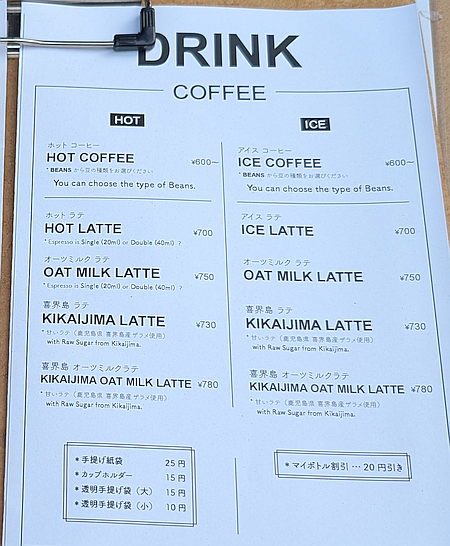 DRINK
COFFEE
HOT
ホット コーヒー
HOT COFFEE ¥600〜
* BEANS から豆の種類をお選びください
You can choose the type of Beans.
ホット ラテ
HOT LATTE ¥700
* Espresso is Single (20ml) or Double (40ml) ?
オーツミルク ラテ
OAT MILK LATTE ¥750
* Espresso is Single (20ml) or Double (40ml) ?
喜界島 ラテ
KIKAIJIMA LATTE ¥730
* 甘いラテ（鹿児島県 喜界島産ザラメ使用）
with Raw Sugar from Kikaijima.
喜界島 オーツミルクラテ
KIKAIJIMA OAT MILK LATTE ¥780
* 甘いラテ（鹿児島県 喜界島産ザラメ使用）
with Raw Sugar from Kikaijima.
* 手提げ紙袋 25 円
* カップホルダー 15 円
* 透明手提げ袋（大） 15 円
* 透明手提げ袋（小） 10 円
ICE
アイス コーヒー
ICE COFFEE ¥600〜
* BEANS から豆の種類をお選びください
You can choose the type of Beans.
アイス ラテ
ICE LATTE ¥700
オーツミルク ラテ
OAT MILK LATTE ¥750
喜界島 ラテ
KIKAIJIMA LATTE ¥730
* 甘いラテ（鹿児島県 喜界島産ザラメ使用）
with Raw Sugar from Kikaijima.
喜界島 オーツミルクラテ
KIKAIJIMA OAT MILK LATTE ¥780
* 甘いラテ（鹿児島県 喜界島産ザラメ使用）
with Raw Sugar from Kikaijima.
* マイボトル割引 … 20 円引き